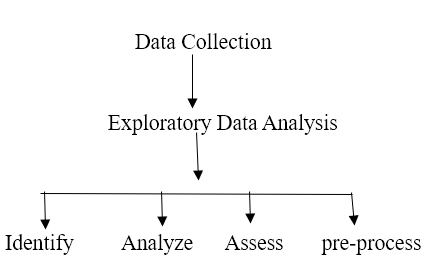 Data Collection
Exploratory Data Analysis
Identify Analyze Assess pre-process